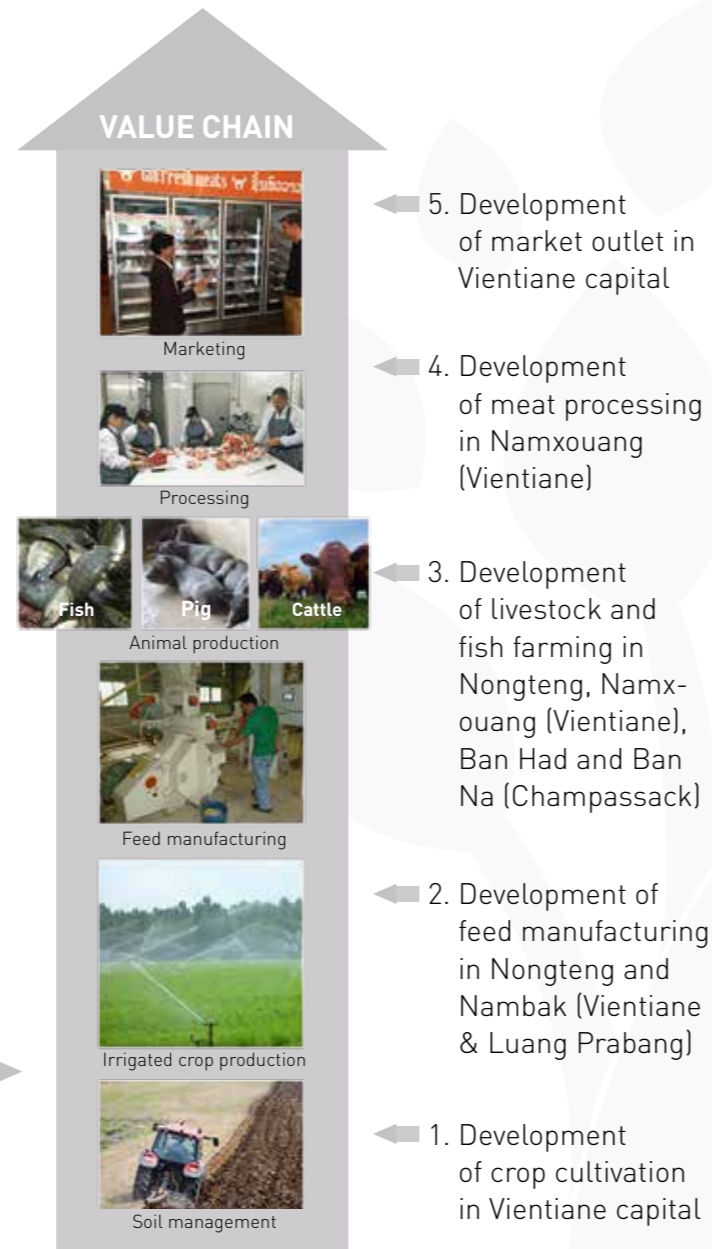 VALUE CHAIN
Marketing
Processing
Fish
Pig
Cattle
Animal production
Feed manufacturing
Irrigated crop production
Soil management
5. Development
of market outlet in
Vientiane capital
4. Development
of meat processing
in Namxouang
(Vientiane)
3. Development
of livestock and
fish farming in
Nongteng, Namx-
ouang (Vientiane),
Ban Had and Ban
Na (Champassack)
2. Development of
feed manufacturing
in Nongteng and
Nambak (Vientiane
& Luang Prabang)
1. Development
of crop cultivation
in Vientiane capital